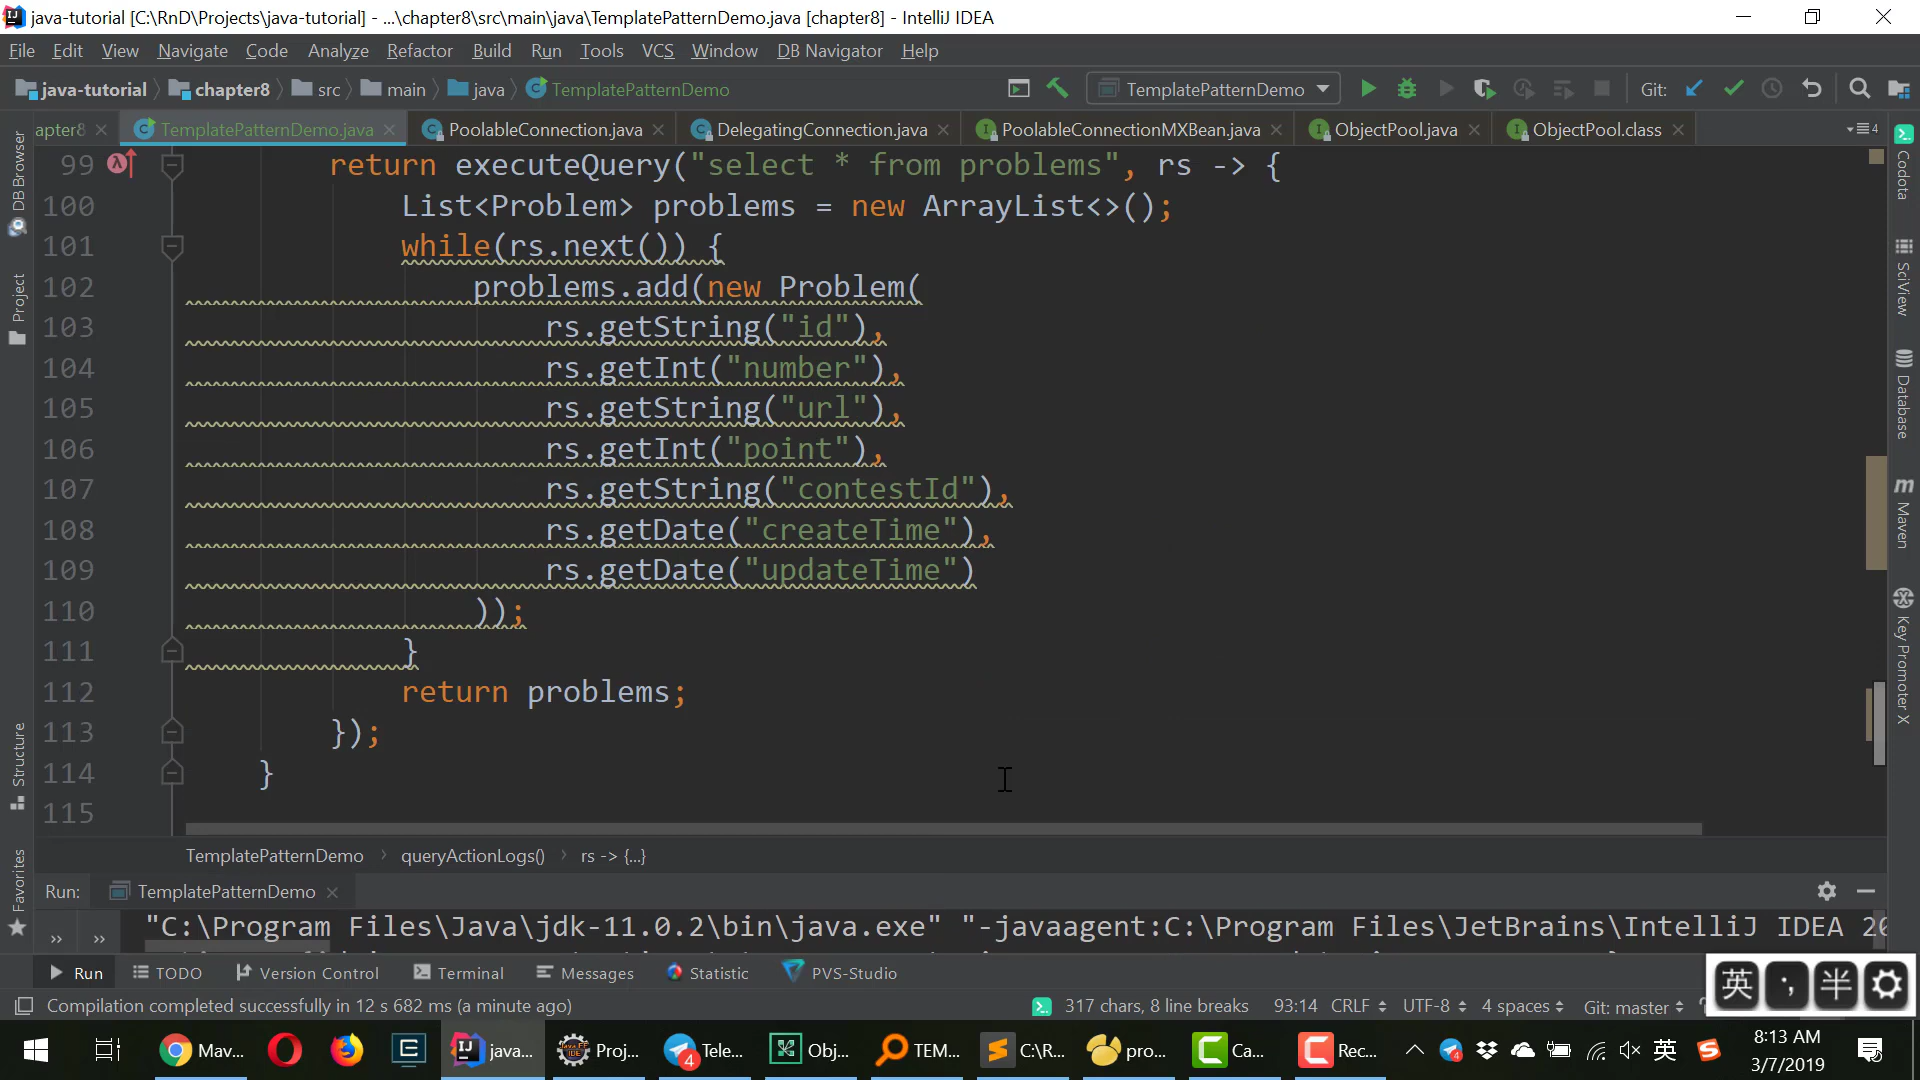 java-tutorial [C:\RnD\Projects\java-tutorial] - ...\chapter8\src\main\java\TemplatePatternDemo.java [chapter8] - IntelliJ IDEA
File Edit View Navigate Code Analyze Refactor Build Run Tools VCS Window DB Navigator Help
java-tutorial chapter8 src main java TemplatePatternDemo TemplatePatternDemo Git:
apter8 TemplatePatternDemo.java PoolableConnection.java DelegatingConnection.java PoolableConnectionMXBean.java ObjectPool.java ObjectPool.class 4
99 return executeQuery("select * from problems", rs -> {
100 List<Problem> problems = new ArrayList<>();
101 while(rs.next()) {
102 problems.add(new Problem(
103 rs.getString("id"),
104 rs.getInt("number"),
105 rs.getString("url"),
106 rs.getInt("point"),
107 rs.getString("contestId"),
108 rs.getDate("createTime"),
109 rs.getDate("updateTime")
110 ));
111 }
112 return problems;
113 });
114 }
115
DB Browser
Project
Structure
Favorites
Codota
SciView
Database
Maven
Key Promoter X
TemplatePatternDemo queryActionLogs() rs -> {...}
Run: TemplatePatternDemo
"C:\Program Files\Java\jdk-11.0.2\bin\java.exe" "-javaagent:C:\Program Files\JetBrains\IntelliJ IDEA 20
Run TODO Version Control Terminal Messages Statistic PVS-Studio
英 半
Compilation completed successfully in 12 s 682 ms (a minute ago) 317 chars, 8 line breaks 93:14 CRLF UTF-8 4 spaces Git: master
Mav... java... Proj... Tele... Obj... TEM... C:\R... pro... Ca... Rec... 英
8:13 AM
3/7/2019